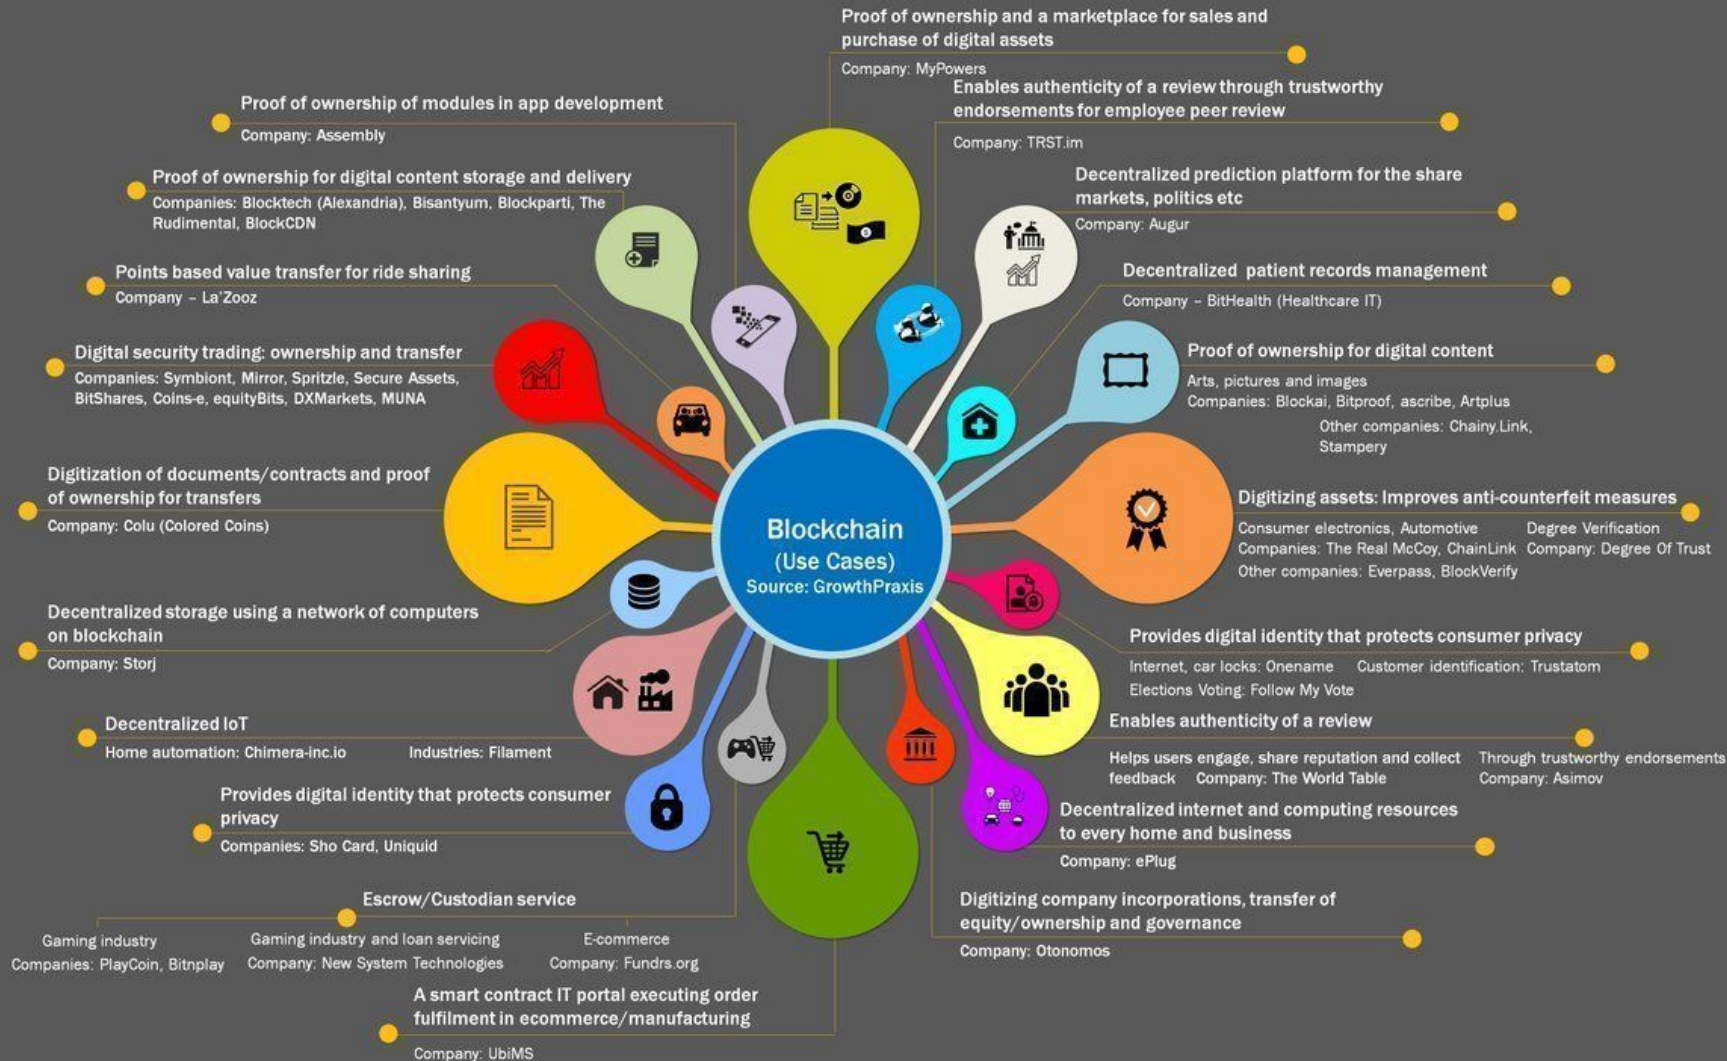 Proof of ownership and a marketplace for sales and
purchase of digital assets
Company: MyPowers
Enables authenticity of a review through trustworthy
endorsements for employee peer review
Company: TRST.im
Decentralized prediction platform for the share
markets, politics etc
Company: Augur
Decentralized patient records management
Company – BitHealth (Healthcare IT)
Proof of ownership for digital content
Arts, pictures and images
Companies: Blockai, Bitproof, ascribe, Artplus
Other companies: Chainy.Link,
Stampery
Digitizing assets: Improves anti-counterfeit measures
Consumer electronics, Automotive
Companies: The Real McCoy, ChainLink
Other companies: Everpass, BlockVerify
Degree Verification
Company: Degree Of Trust
Provides digital identity that protects consumer privacy
Internet, car locks: Onename Customer identification: Trustatom
Elections Voting: Follow My Vote
Enables authenticity of a review
Helps users engage, share reputation and collect
feedback Company: The World Table
Through trustworthy endorsements
Company: Asimov
Decentralized internet and computing resources
to every home and business
Company: ePlug
Digitizing company incorporations, transfer of
equity/ownership and governance
Company: Otonomos
A smart contract IT portal executing order
fulfilment in ecommerce/manufacturing
Company: UbiMS
Escrow/Custodian service
Gaming industry
Companies: PlayCoin, Bitnplay
Gaming industry and loan servicing
Company: New System Technologies
E-commerce
Company: Fundrs.org
Provides digital identity that protects consumer
privacy
Companies: Sho Card, Uniquid
Decentralized IoT
Home automation: Chimera-inc.io Industries: Filament
Decentralized storage using a network of computers
on blockchain
Company: Storj
Digitization of documents/contracts and proof
of ownership for transfers
Company: Colu (Colored Coins)
Digital security trading: ownership and transfer
Companies: Symbiont, Mirror, Spritzle, Secure Assets,
BitShares, Coins-e, equityBits, DXMarkets, MUNA
Points based value transfer for ride sharing
Company – La'Zooz
Proof of ownership for digital content storage and delivery
Companies: Blocktech (Alexandria), Bisantyum, Blockparti, The
Rudimental, BlockCDN
Proof of ownership of modules in app development
Company: Assembly
Blockchain
(Use Cases)
Source: GrowthPraxis